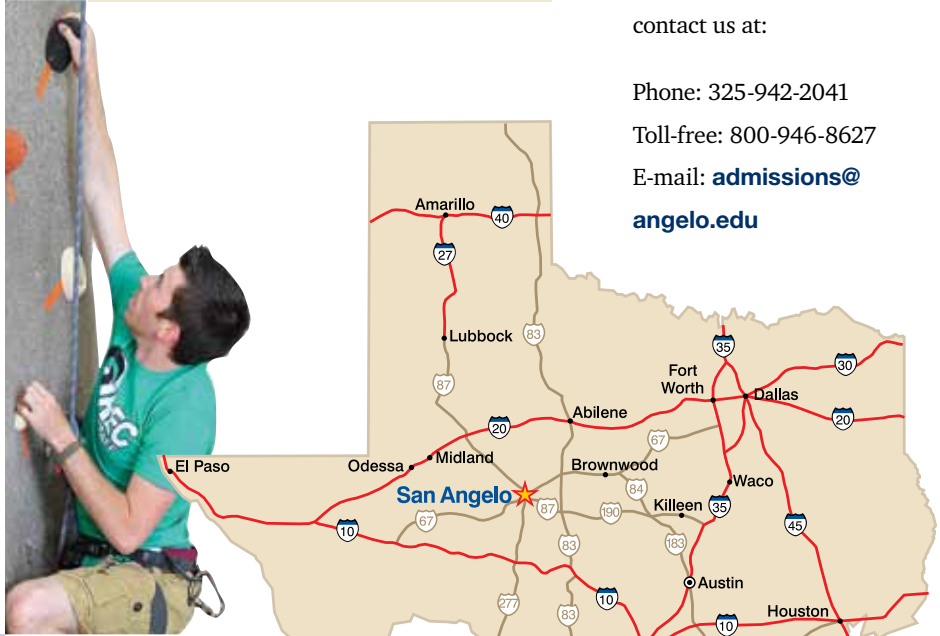 contact us at:
Phone: 325-942-2041
Toll-free: 800-946-8627
E-mail: admissions@
angelo.edu
Amarillo
40
27
83
Lubbock
35
30
Fort
Worth
Dallas
87
Abilene
20
20
67
El Paso
Odessa
Midland
Brownwood
84
Waco
San Angelo
87
190
Killeen
35
45
67
10
83
183
Austin
277
83
10
10
Houston
REC